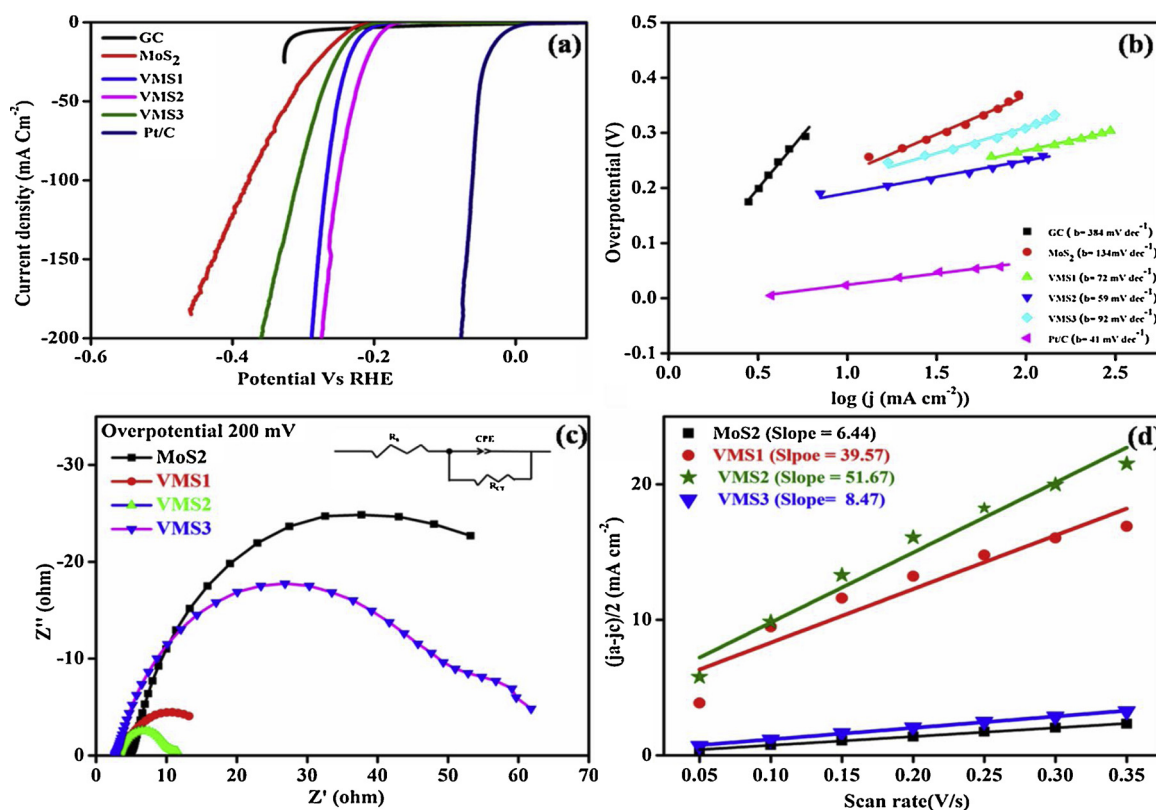 (a)
GC
MoS2
VMS1
VMS2
VMS3
Pt/C
0
-50
-100
-150
-200
-0.6
-0.4
-0.2
0.0
Current density (mA Cm-2)
Potential Vs RHE
(b)
0.5
0.4
0.3
0.2
0.1
0.0
-0.1
0.0
0.5
1.0
1.5
2.0
2.5
Overpotential (V)
log (j (mA cm-2))
GC ( b= 384 mV dec-1)
MoS2 ( b= 134mV dec-1)
VMS1 ( b= 72 mV dec-1)
VMS2 ( b= 59 mV dec-1)
VMS3 ( b= 92 mV dec-1)
Pt/C ( b= 41 mV dec-1)
(c)
Overpotential 200 mV
MoS2
VMS1
VMS2
VMS3
Rs
CPE
RCT
-30
-20
-10
0
0
10
20
30
40
50
60
70
Z'' (ohm)
Z' (ohm)
(d)
MoS2 (Slope = 6.44)
VMS1 (Slpoe = 39.57)
VMS2 (Slope = 51.67)
VMS3 (Slope= 8.47)
20
10
0
0.05
0.10
0.15
0.20
0.25
0.30
0.35
(ja-jc)/2 (mA cm-2)
Scan rate(V/s)